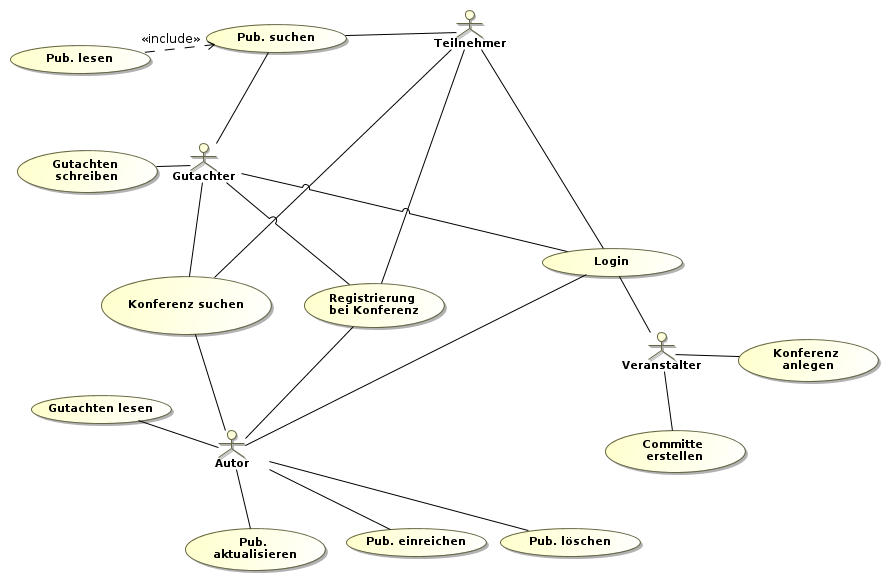 «include»
Pub. suchen
Teilnehmer
Pub. lesen
Gutachten
schreiben
Gutachter
Login
Konferenz suchen
Registrierung
bei Konferenz
Veranstalter
Konferenz
anlegen
Gutachten lesen
Autor
Committe
erstellen
Pub.
aktualisieren
Pub. einreichen
Pub. löschen